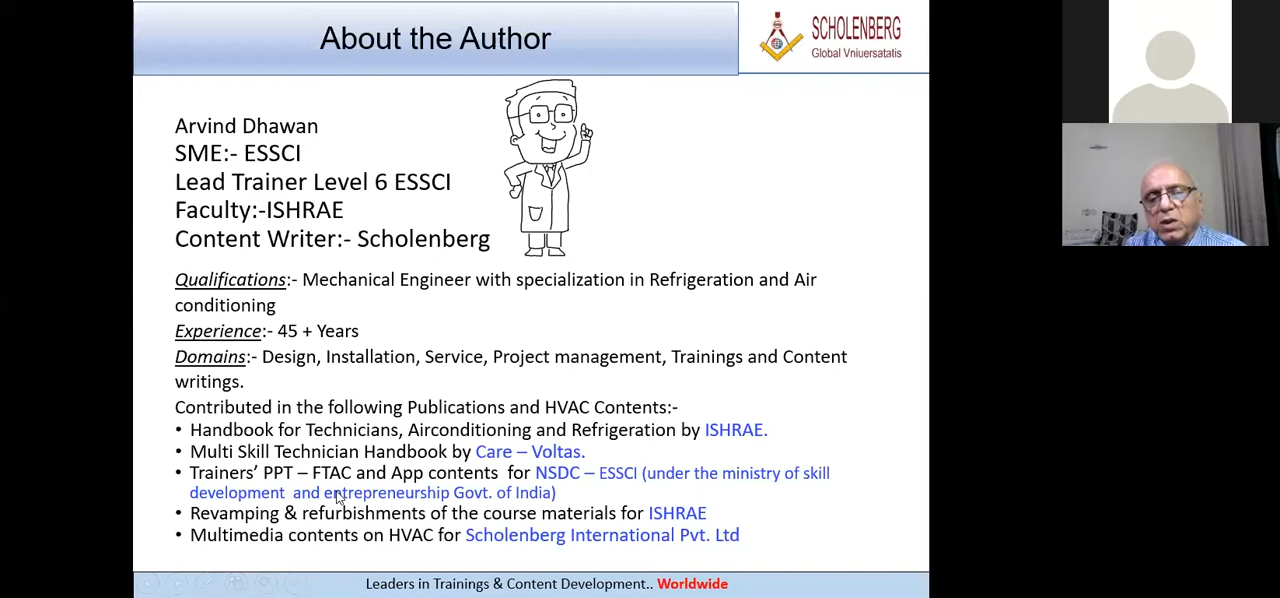 About the Author
SCHOLENBERG
Global Vniuersatatis
Arvind Dhawan
SME:- ESSCI
Lead Trainer Level 6 ESSCI
Faculty:-ISHRAE
Content Writer:- Scholenberg
Qualifications:- Mechanical Engineer with specialization in Refrigeration and Air
conditioning
Experience:- 45 + Years
Domains:- Design, Installation, Service, Project management, Trainings and Content
writings.
Contributed in the following Publications and HVAC Contents:-
• Handbook for Technicians, Airconditioning and Refrigeration by ISHRAE.
• Multi Skill Technician Handbook by Care – Voltas.
• Trainers’ PPT – FTAC and App contents for NSDC – ESSCI (under the ministry of skill
development and entrepreneurship Govt. of India)
• Revamping & refurbishments of the course materials for ISHRAE
• Multimedia contents on HVAC for Scholenberg International Pvt. Ltd
Leaders in Trainings & Content Development.. Worldwide